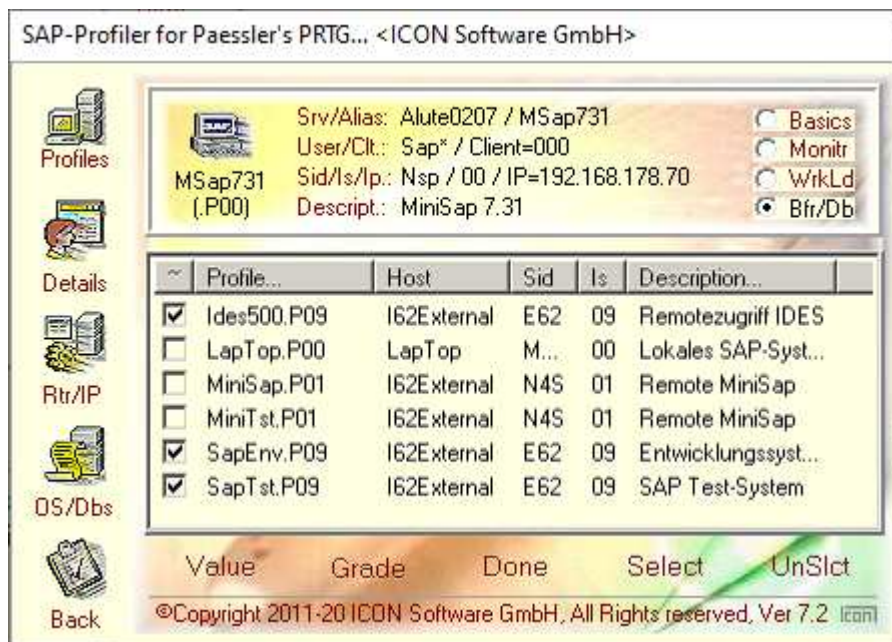 SAP-Profiler for Paessler's PRTG... <ICON Software GmbH>
Profiles
Details
Rtr/IP
OS/Dbs
Back
MSap731
(.P00)
Srv/Alias: Alute0207 / MSap731
User/Clt.: Sap* / Client=000
Sid/Is/Ip.: Nsp / 00 / IP=192.168.178.70
Descript.: MiniSap 7.31
Basics
Monitr
WrkLd
Bfr/Db
~ Profile... Host Sid Is Description...
Ides500.P09 I62External E62 09 Remotezugriff IDES
LapTop.P00 LapTop M... 00 Lokales SAP-Syst...
MiniSap.P01 I62External N4S 01 Remote MiniSap
MiniTst.P01 I62External N4S 01 Remote MiniSap
SapEnv.P09 I62External E62 09 Entwicklungssyst...
SapTst.P09 I62External E62 09 SAP Test-System
Value Grade Done Select UnSlct
©Copyright 2011-20 ICON Software GmbH, All Rights reserved, Ver 7.2 Icon